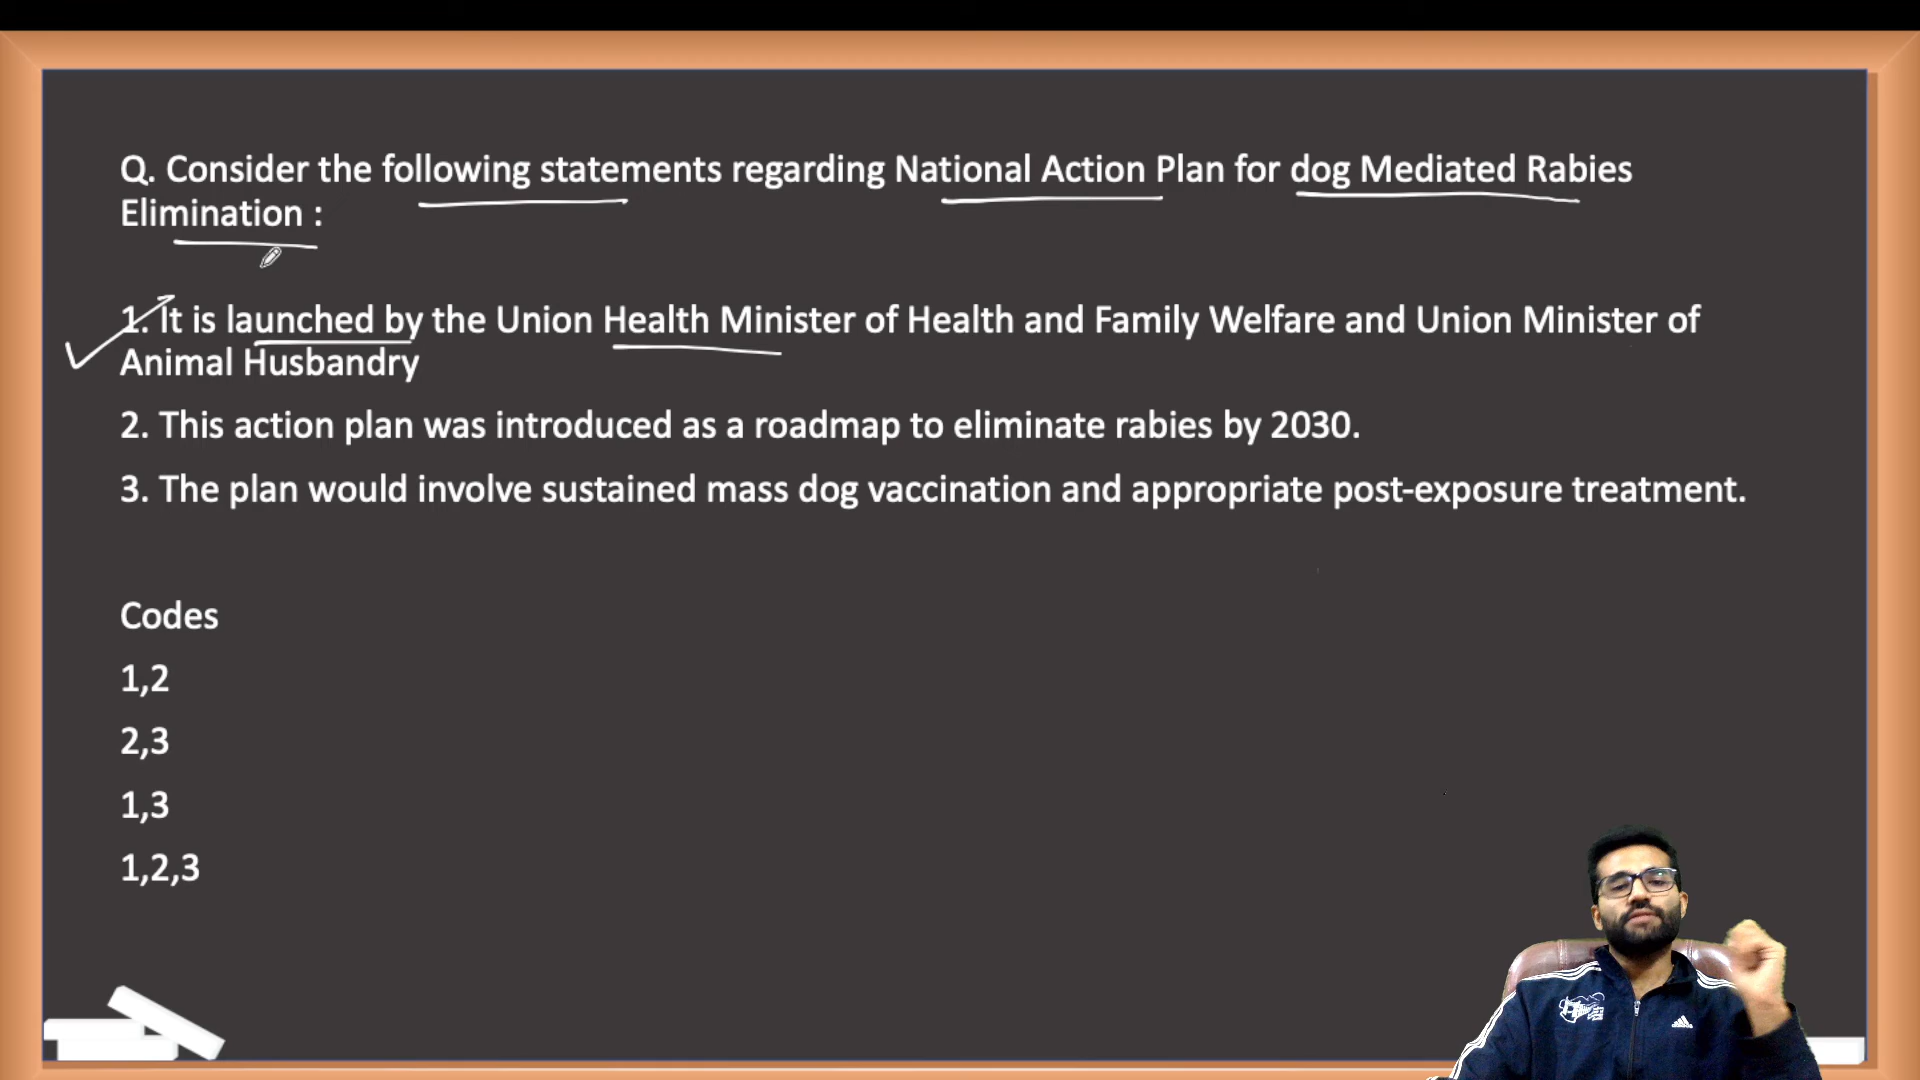 Q. Consider the following statements regarding National Action Plan for dog Mediated Rabies
Elimination :
1. It is launched by the Union Health Minister of Health and Family Welfare and Union Minister of
Animal Husbandry
2. This action plan was introduced as a roadmap to eliminate rabies by 2030.
3. The plan would involve sustained mass dog vaccination and appropriate post-exposure treatment.
Codes
1,2
2,3
1,3
1,2,3